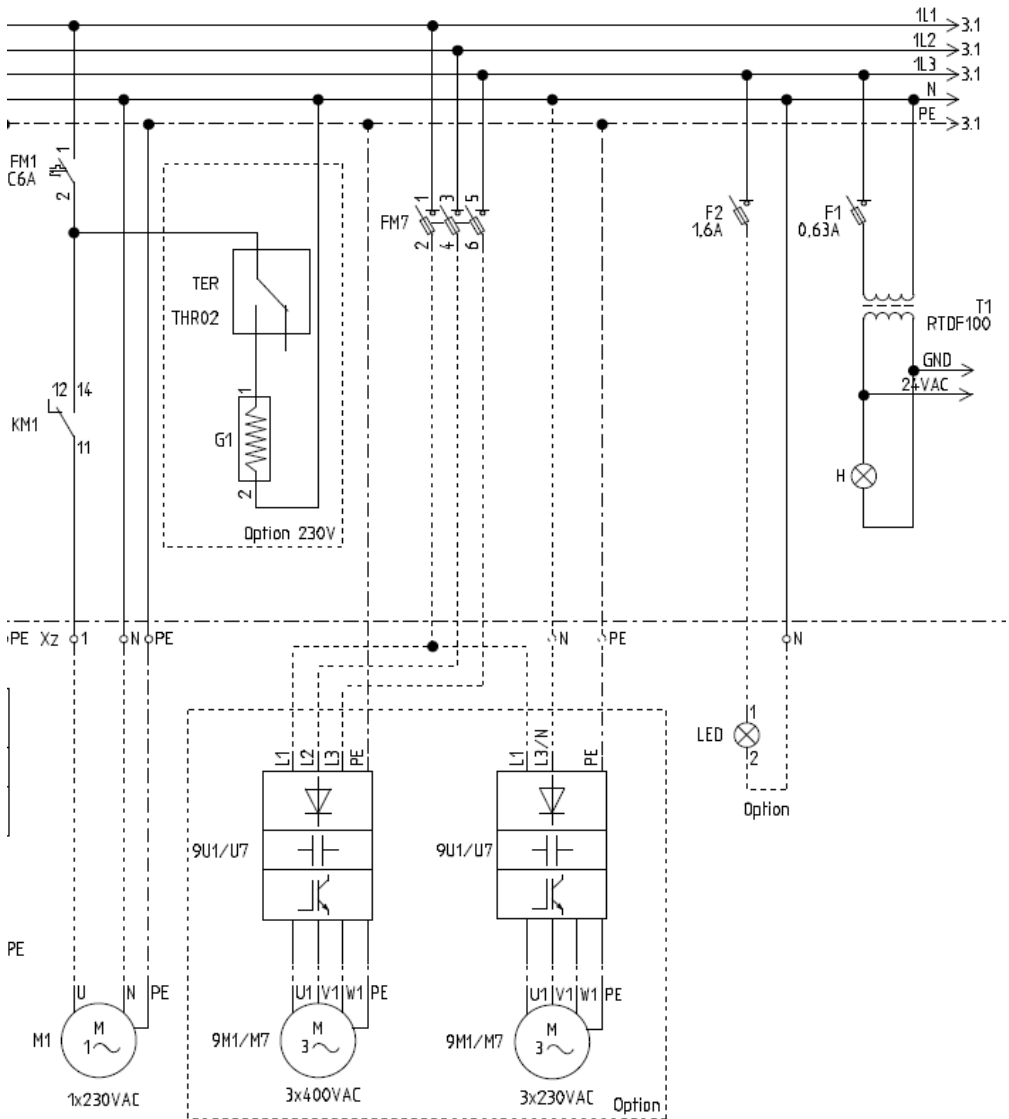 1L1
3.1
1L2
3.1
1L3
3.1
N
PE
3.1
FM1
C6A
1
2
TER
THR02
1
G1
2
Option 230V
FM7
1 3 5
2 4 6
F2
1,6A
F1
0,63A
T1
RTDF100
GND
24VAC
H
12 14
KM1
11
PE Xz 1 N PE
N PE
N
LED
1
2
Option
L1 L2 L3 PE
L1 L3/N PE
9U1/U7
9U1/U7
PE
U N PE
M1
M
1
1x230VAC
U1 V1 W1 PE
9M1/M7
M
3
3x400VAC
U1 V1 W1 PE
9M1/M7
M
3
3x230VAC
Option